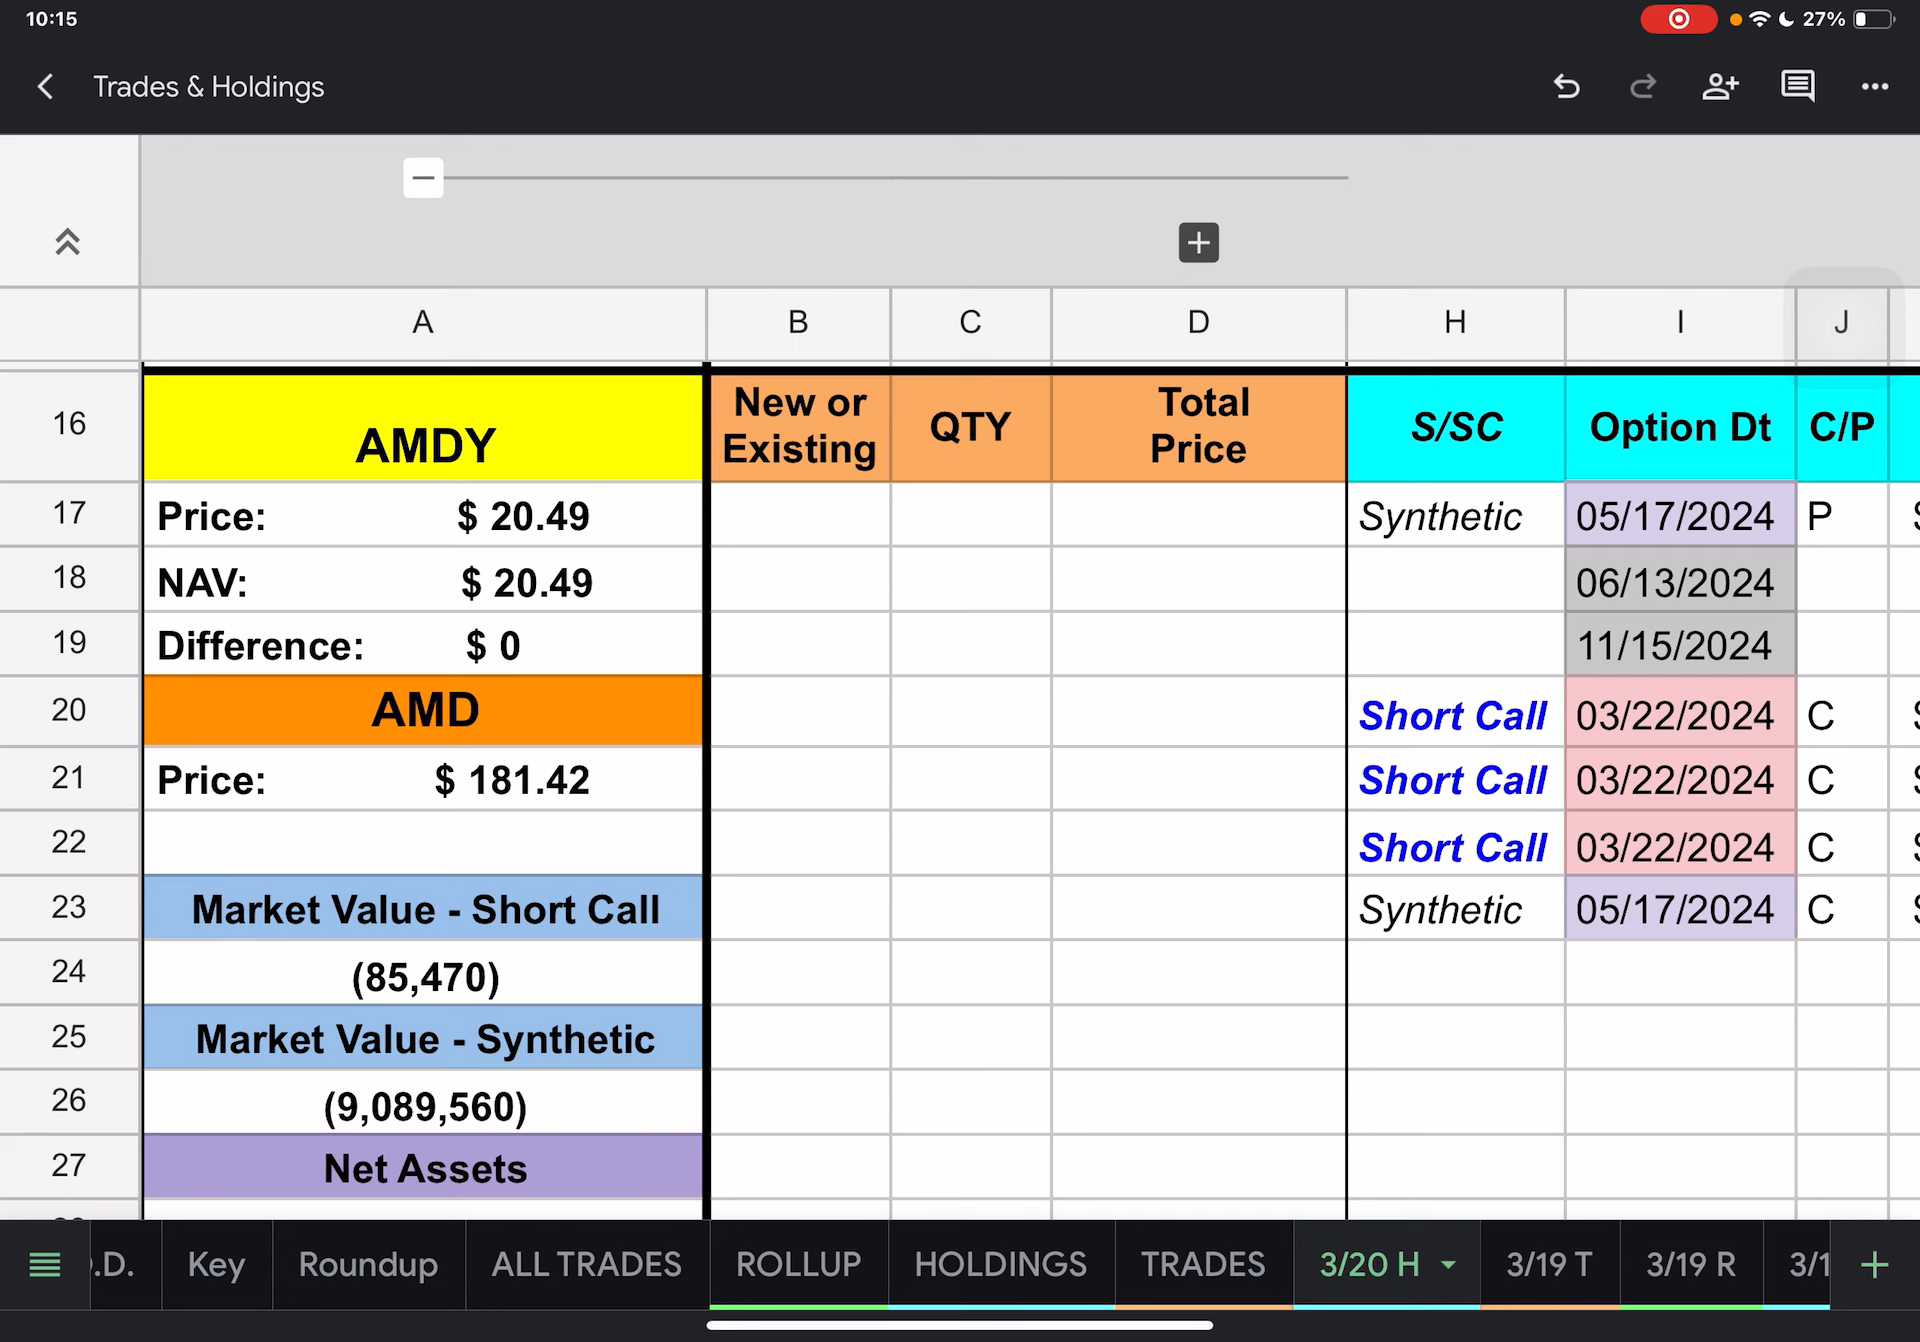 10:15
27%
Trades & Holdings
A B C D H I J
16 AMDY New or Existing QTY Total Price S/SC Option Dt C/P
17 Price: $ 20.49 Synthetic 05/17/2024 P
18 NAV: $ 20.49 06/13/2024
19 Difference: $ 0 11/15/2024
20 AMD Short Call 03/22/2024 C
21 Price: $ 181.42 Short Call 03/22/2024 C
22 Short Call 03/22/2024 C
23 Market Value - Short Call Synthetic 05/17/2024 C
24 (85,470)
25 Market Value - Synthetic
26 (9,089,560)
27 Net Assets
.D. Key Roundup ALL TRADES ROLLUP HOLDINGS TRADES 3/20 H 3/19 T 3/19 R 3/1